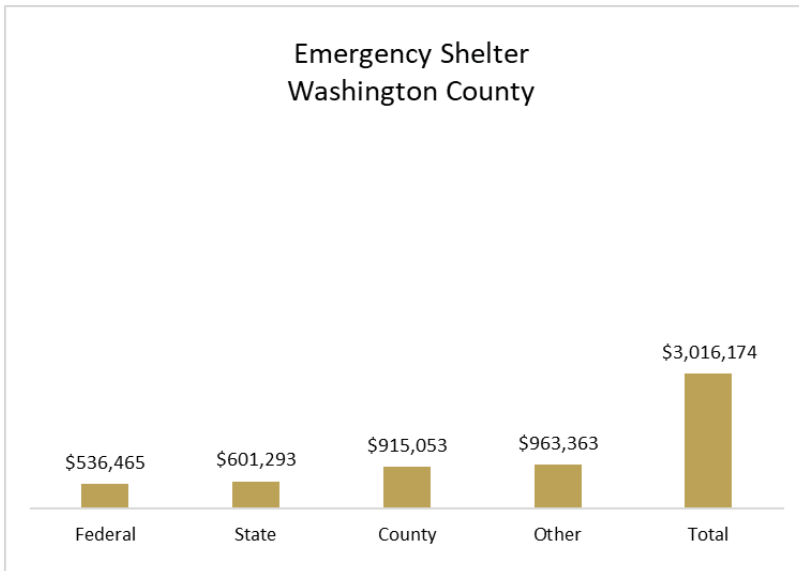 Emergency Shelter
Washington County
$3,016,174
$963,363
$915,053
$601,293
$536,465
Federal State County Other Total